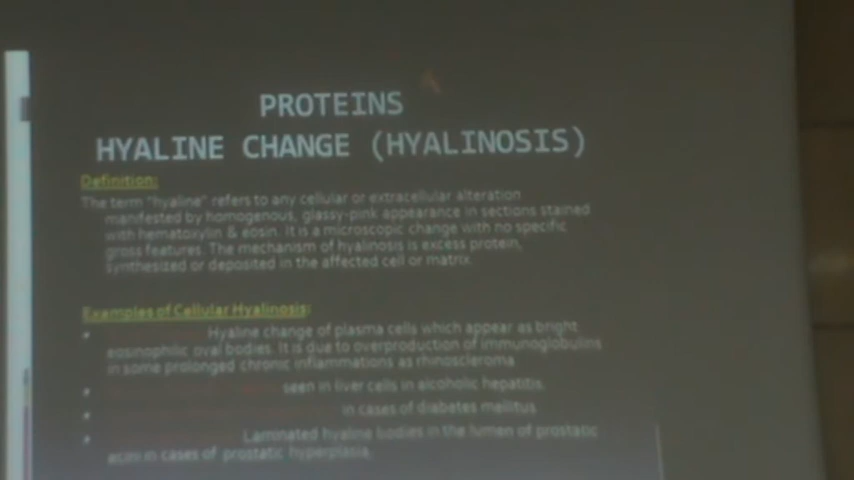 PROTEINS
HYALINE CHANGE (HYALINOSIS)
Definition:
The term "hyaline" refers to any cellular or extracellular alteration
manifested by homogenous, glassy-pink appearance in sections stained
with hematoxylin & eosin. It is a microscopic change with no specific
gross features. The mechanism of hyalinosis is excess protein,
synthesized or deposited in the affected cell or matrix.
Examples of Cellular Hyalinosis:
Hyaline change of plasma cells which appear as bright
eosinophilic oval bodies. It is due to overproduction of immunoglobulins
in some prolonged chronic inflammations as rhinoscleroma
seen in liver cells in alcoholic hepatitis.
in cases of diabetes mellitus
Laminated hyaline bodies in the lumen of prostatic
acini in cases of prostatic hyperplasia.